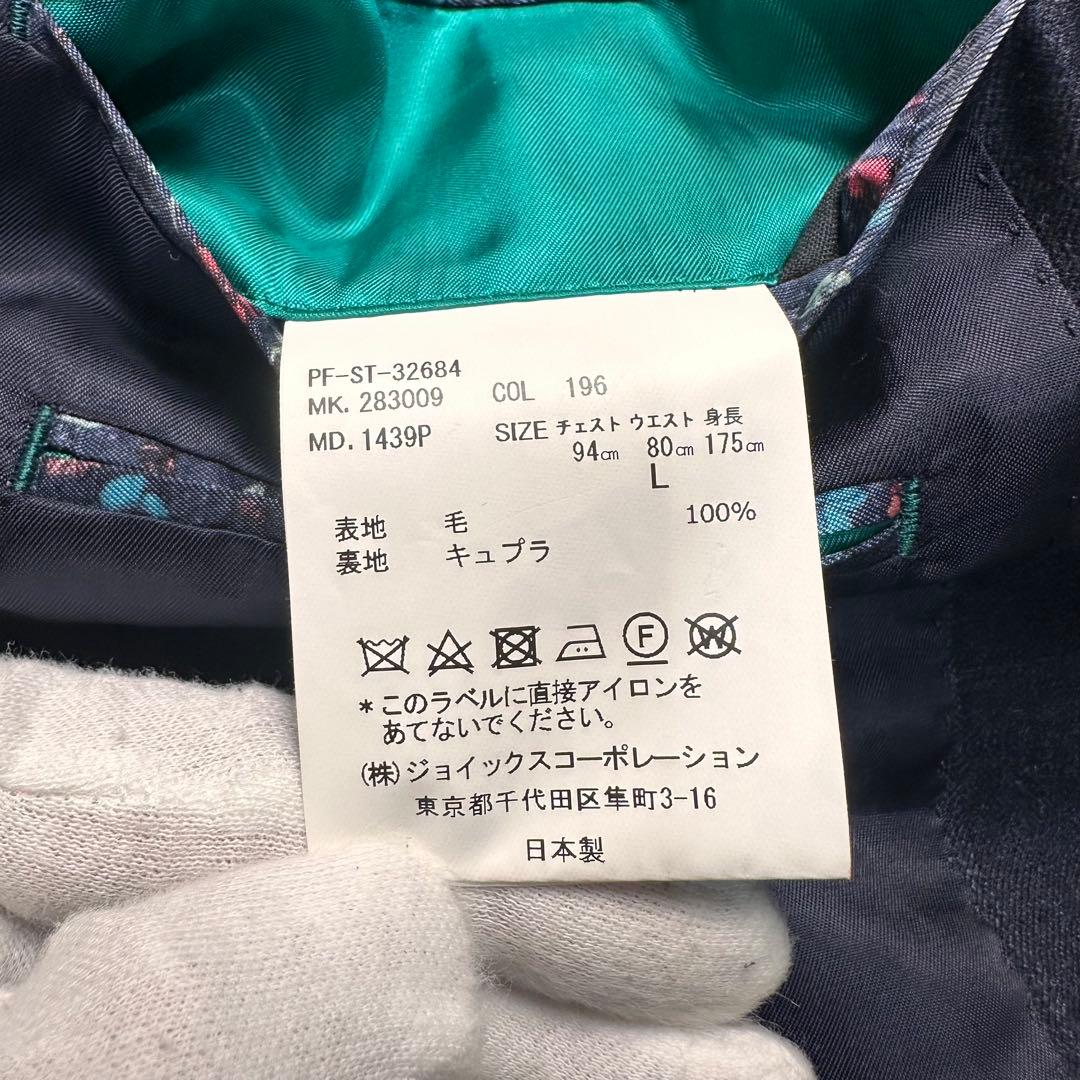 PF-ST-32684
MK. 283009 COL 196
MD. 1439P SIZE チェスト ウエスト 身長
94㎝ 80㎝ 175㎝
L
表地 毛 100%
裏地 キュプラ
F W
*このラベルに直接アイロンを
あてないでください。
(株)ジョイックスコーポレーション
東京都千代田区隼町3-16
日本製